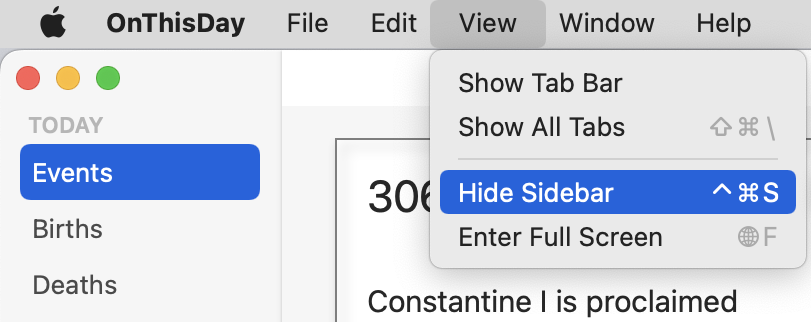 OnThisDay File Edit View Window Help
Show Tab Bar
TODAY
Show All Tabs ⇧⌘\
Events
Hide Sidebar ^⌘S
Births
Enter Full Screen 🌐F
Deaths
Constantine I is proclaimed